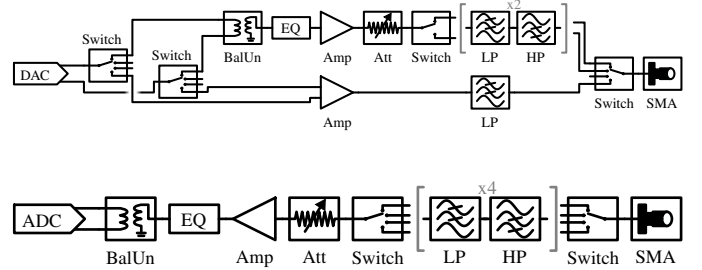 x2
Switch
EQ
Switch
BalUn
Amp
Att
Switch
LP
HP
DAC
Switch
SMA
Amp
LP
x4
ADC
EQ
BalUn
Amp
Att
Switch
LP
HP
Switch
SMA